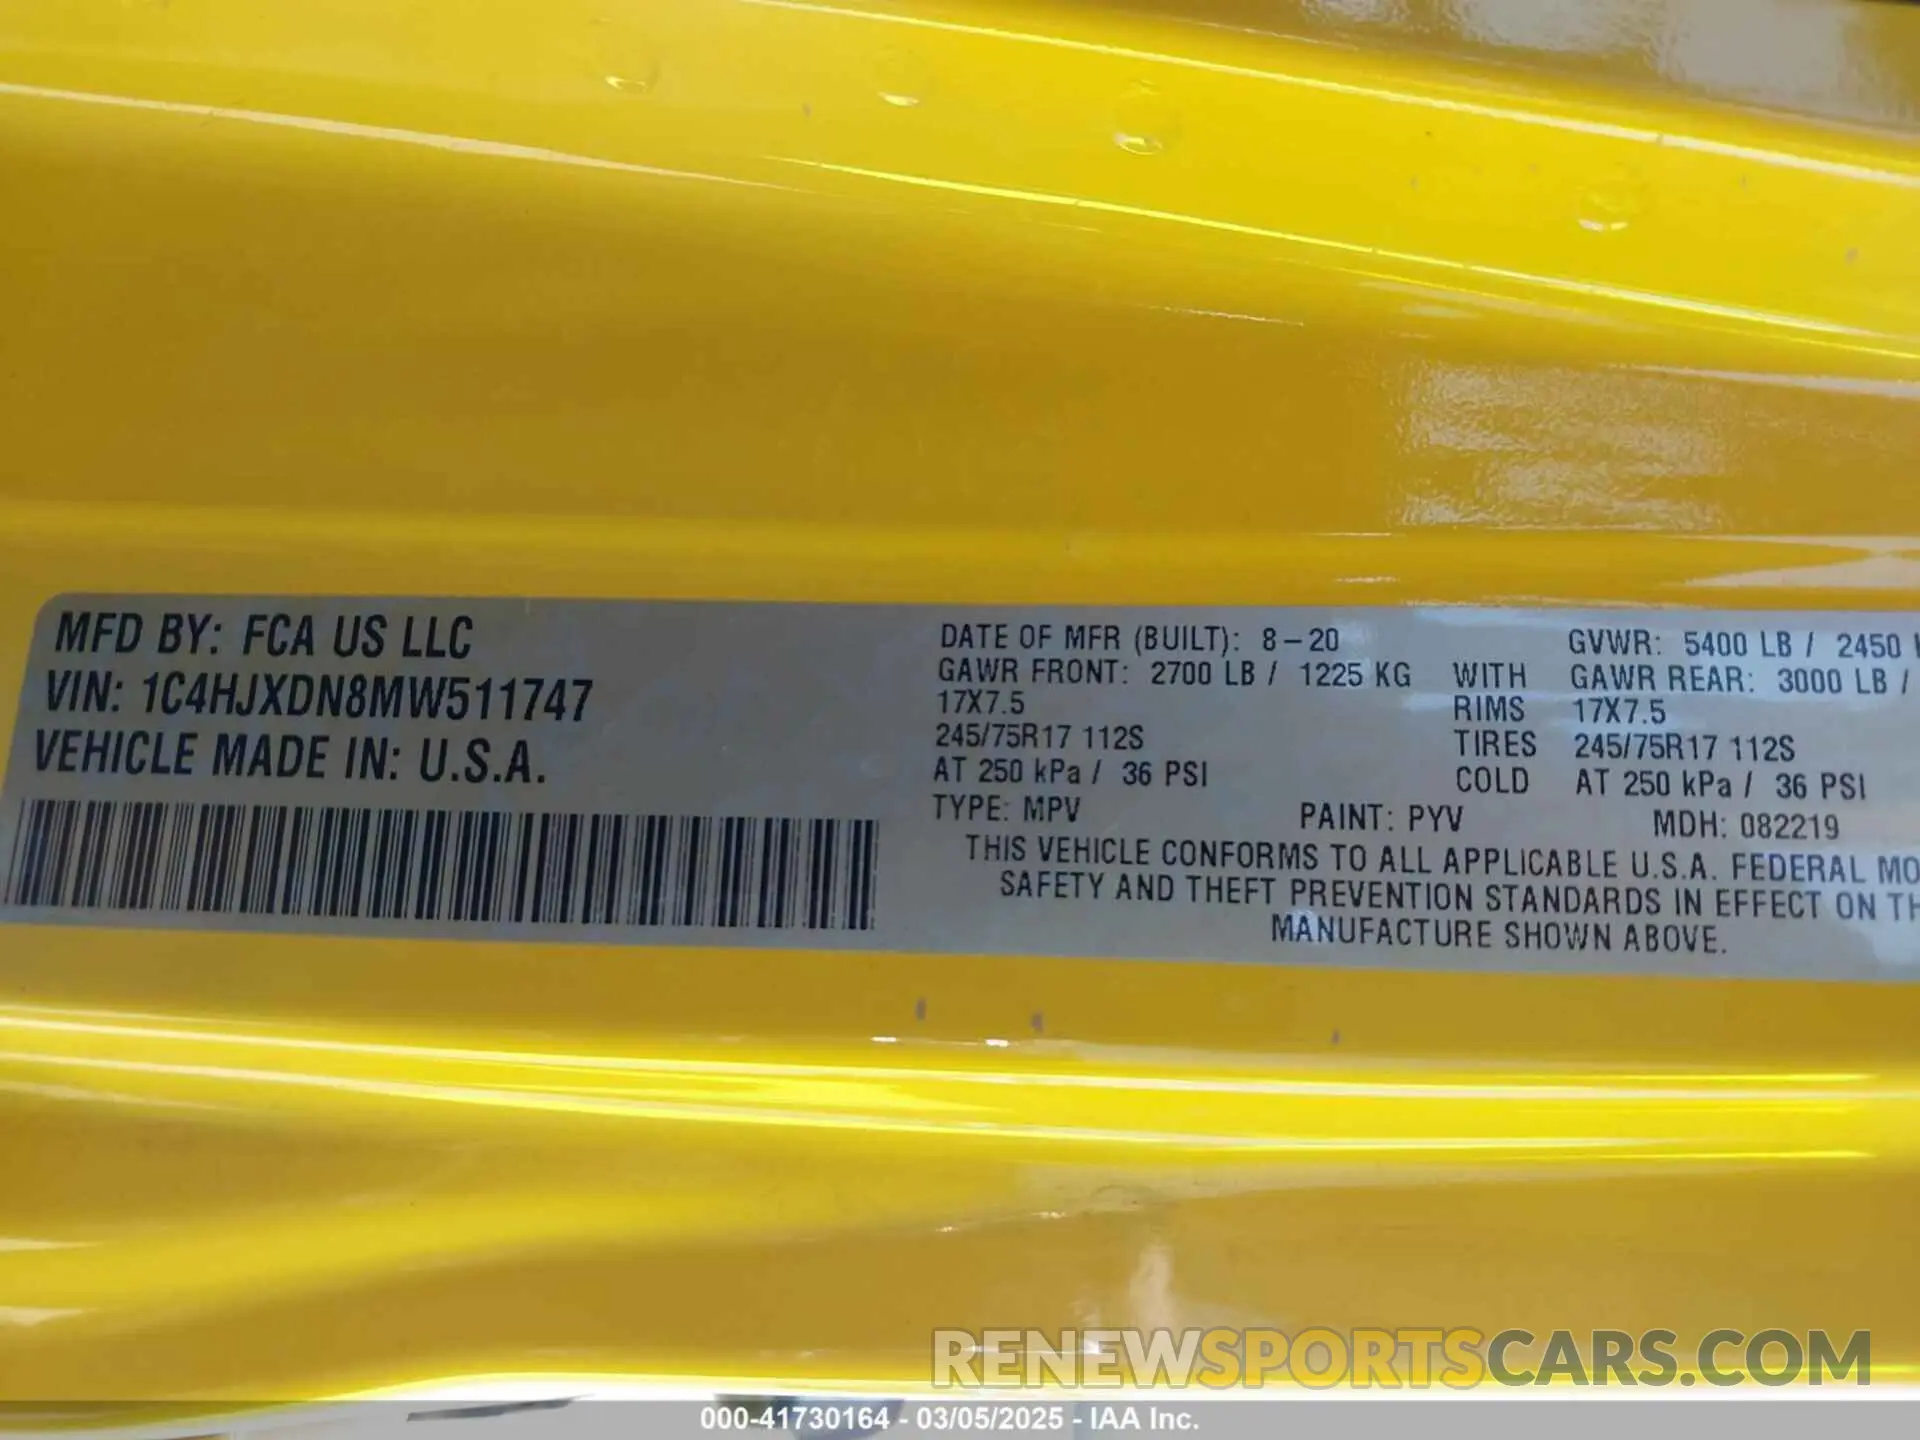 MFD BY: FCA US LLC
VIN: 1C4HJXDN8MW511747
VEHICLE MADE IN: U.S.A.
DATE OF MFR (BUILT): 8-20 GVWR: 5400 LB / 2450
GAWR FRONT: 2700 LB / 1225 KG WITH GAWR REAR: 3000 LB /
17X7.5 RIMS 17X7.5
245/75R17 112S TIRES 245/75R17 112S
AT 250 kPa / 36 PSI COLD AT 250 kPa / 36 PSI
TYPE: MPV PAINT: PYV MDH: 082219
THIS VEHICLE CONFORMS TO ALL APPLICABLE U.S.A. FEDERAL MO
SAFETY AND THEFT PREVENTION STANDARDS IN EFFECT ON TH
MANUFACTURE SHOWN ABOVE.
RENEWSPORTSCARS.COM
000-41730164 - 03/05/2025 - IAA Inc.